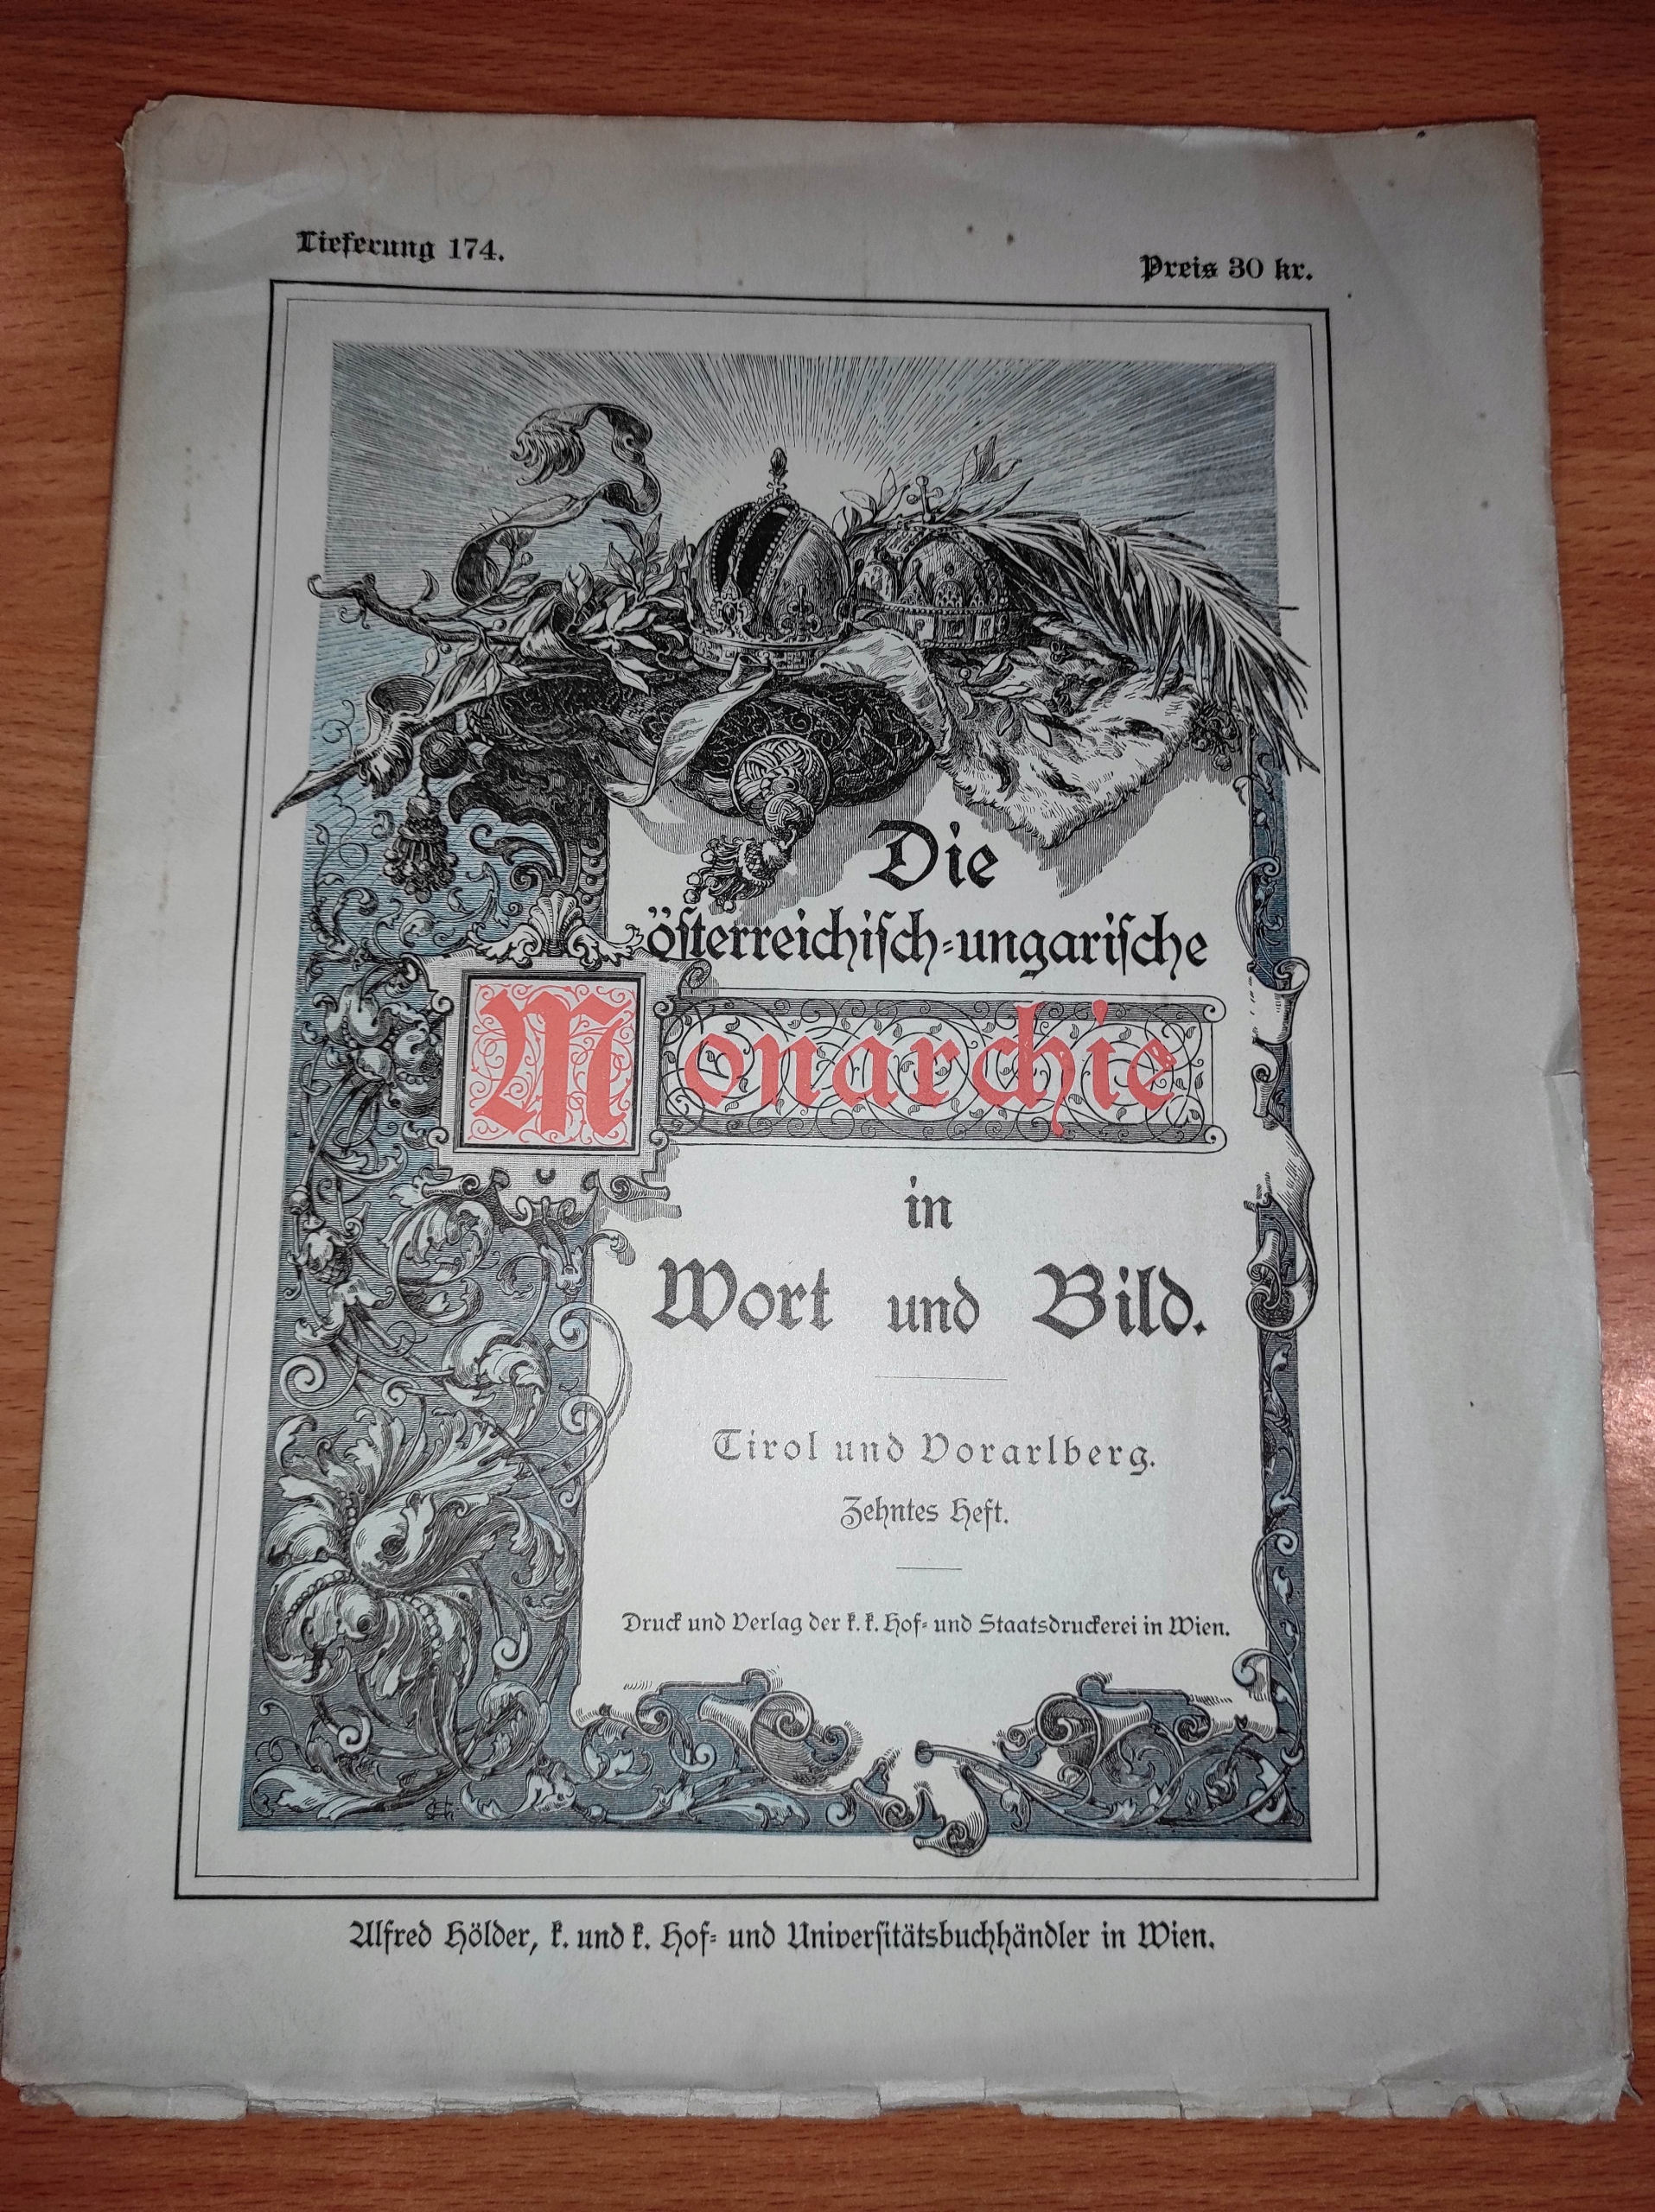 Lieferung 174.
Preis 30 kr.
Die
österreichisch-ungarische
Monarchie
in
Wort und Bild.
Tirol und Vorarlberg.
Zehntes Heft.
Druck und Verlag der k. k. Hof- und Staatsdruckerei in Wien.
Alfred Hölder, k. und k. Hof- und Universitätsbuchhändler in Wien.